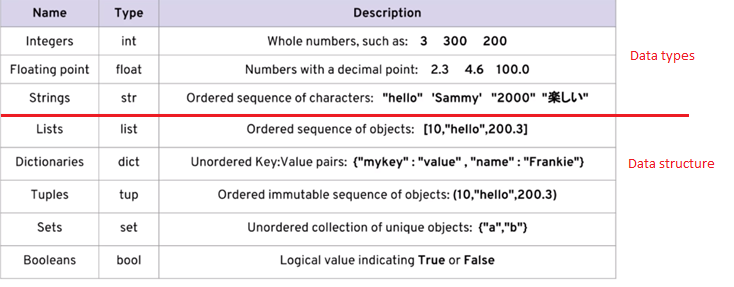 Name Type Description
Integers int Whole numbers, such as: 3 300 200
Data types
Floating point float Numbers with a decimal point: 2.3 4.6 100.0
Strings str Ordered sequence of characters: "hello" 'Sammy' "2000" "楽しい"
Lists list Ordered sequence of objects: [10,"hello",200.3]
Dictionaries dict Unordered Key:Value pairs: {"mykey" : "value" , "name" : "Frankie"}
Data structure
Tuples tup Ordered immutable sequence of objects: (10,"hello",200.3)
Sets set Unordered collection of unique objects: {"a","b"}
Booleans bool Logical value indicating True or False